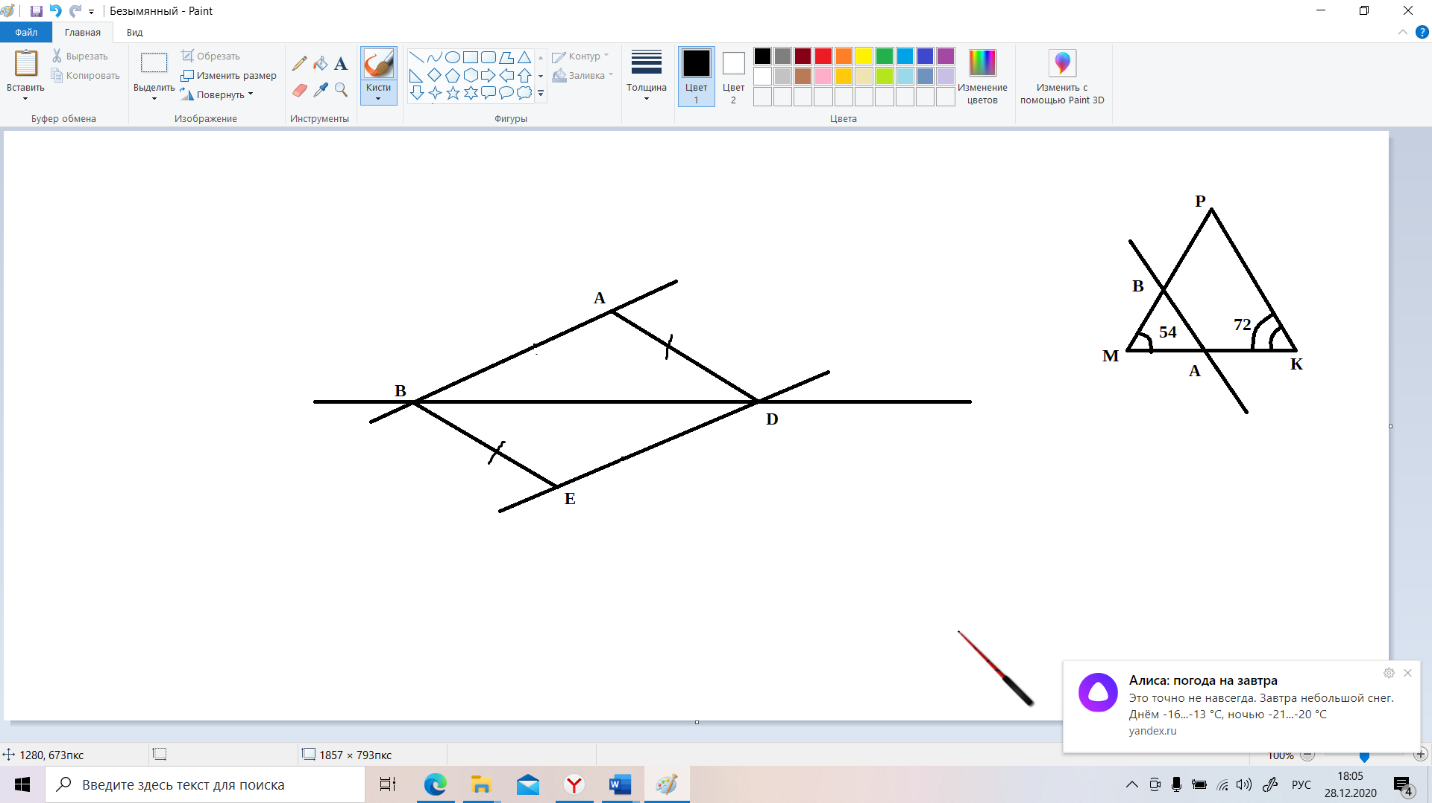 Безымянный - Paint
Файл
Главная
Вид
Вставить
Вырезать
Копировать
Буфер обмена
Выделить
Обрезать
Изменить размер
Повернуть
Изображение
A
Инструменты
Кисти
Контур
Заливка
Фигуры
Толщина
Цвет
1
Цвет
2
Изменение
цветов
Цвета
Изменить с
помощью Paint 3D
P
B
54
72
M
A
K
A
B
D
E
Алиса: погода на завтра
Это точно не навсегда. Завтра небольшой снег.
Днём -16...-13 °C, ночью -21...-20 °C
yandex.ru
1280, 673пкс
1857 × 793пкс
100%
Введите здесь текст для поиска
РУС
18:05
28.12.2020
4